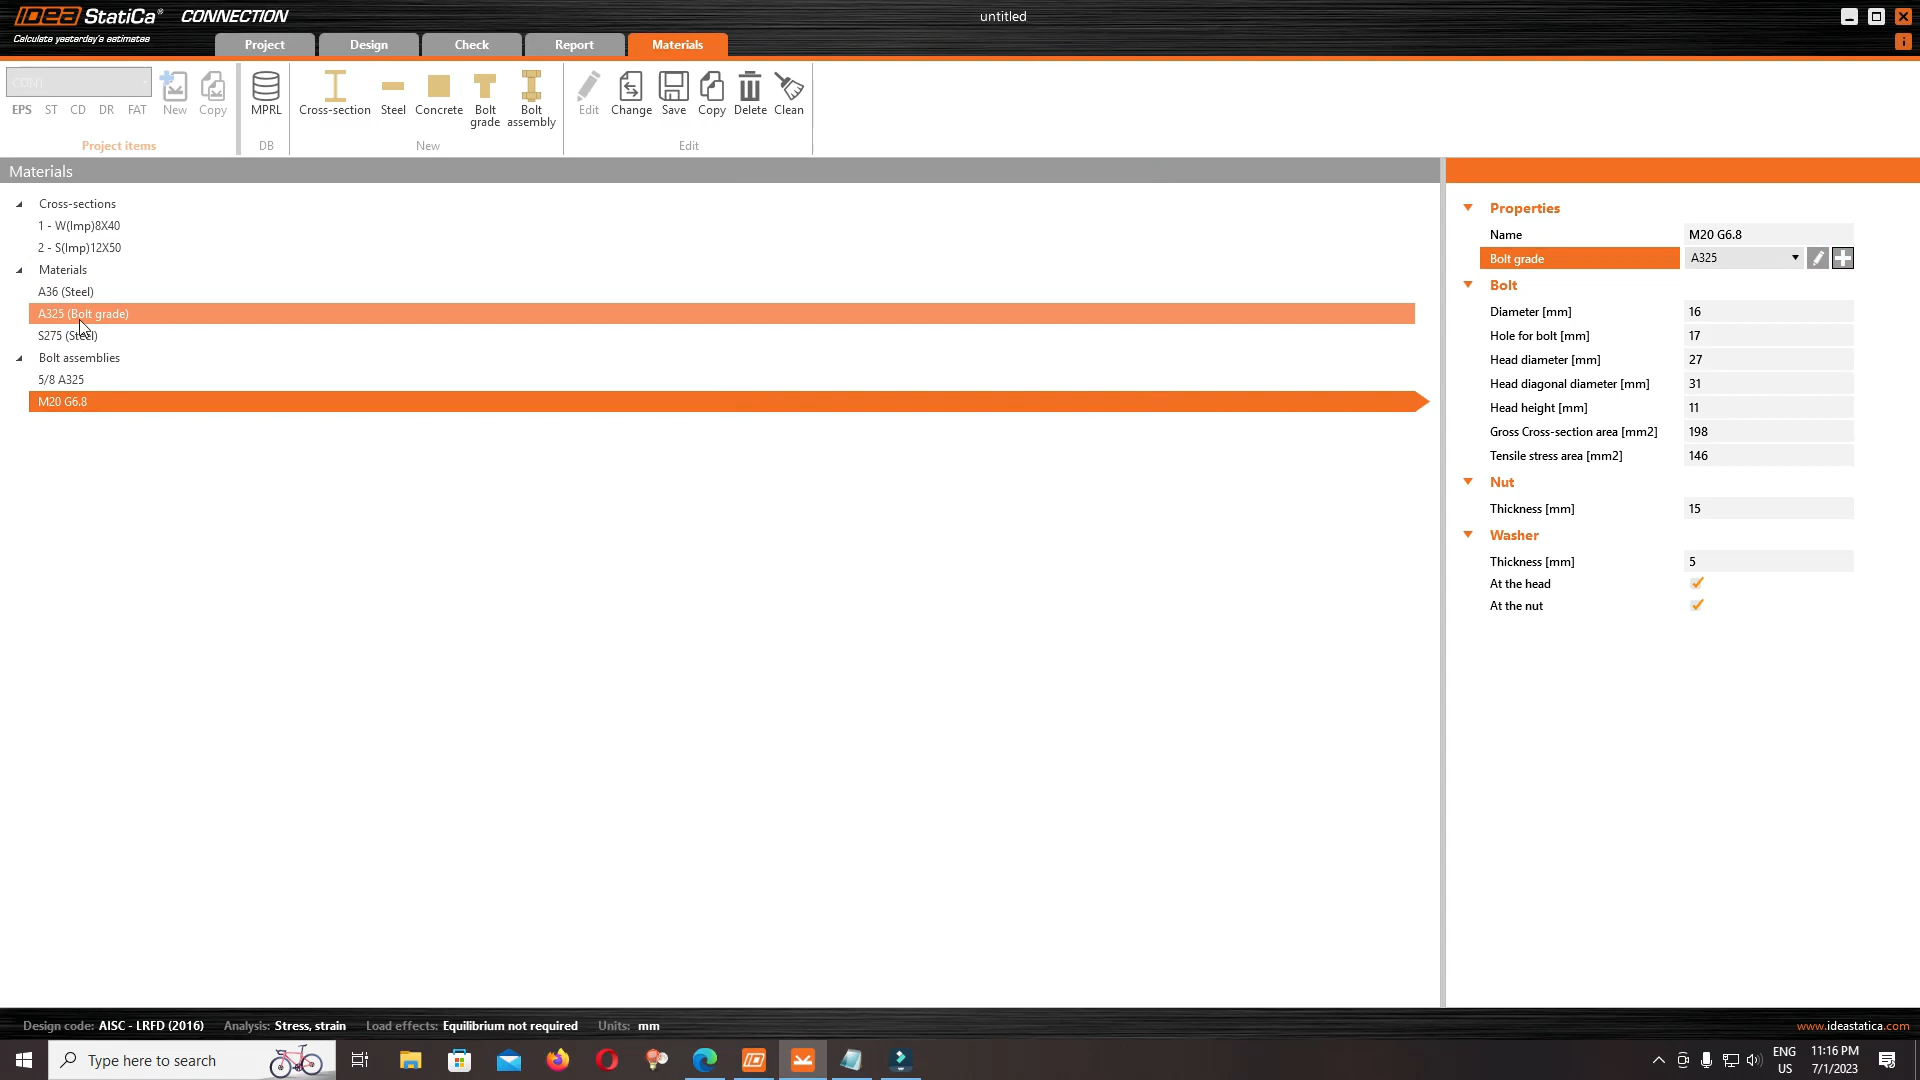 IDEA StatiCa® CONNECTION
Calculate yesterday's estimates
untitled
Project
Design
Check
Report
Materials
CON1
EPS ST CD DR FAT
New
Copy
Project items
MPRL
DB
Cross-section
Steel
Concrete
Bolt grade
Bolt assembly
New
Edit
Change
Save
Copy
Delete
Clean
Edit
Materials
Cross-sections
1 - W(Imp)8X40
2 - S(Imp)12X50
Materials
A36 (Steel)
A325 (Bolt grade)
S275 (Steel)
Bolt assemblies
5/8 A325
M20 G6.8
Properties
Name M20 G6.8
Bolt grade A325
Bolt
Diameter [mm] 16
Hole for bolt [mm] 17
Head diameter [mm] 27
Head diagonal diameter [mm] 31
Head height [mm] 11
Gross Cross-section area [mm2] 198
Tensile stress area [mm2] 146
Nut
Thickness [mm] 15
Washer
Thickness [mm] 5
At the head
At the nut
Design code: AISC - LRFD (2016) Analysis: Stress, strain Load effects: Equilibrium not required Units: mm
www.ideastatica.com
Type here to search
ENG
US
11:16 PM
7/1/2023